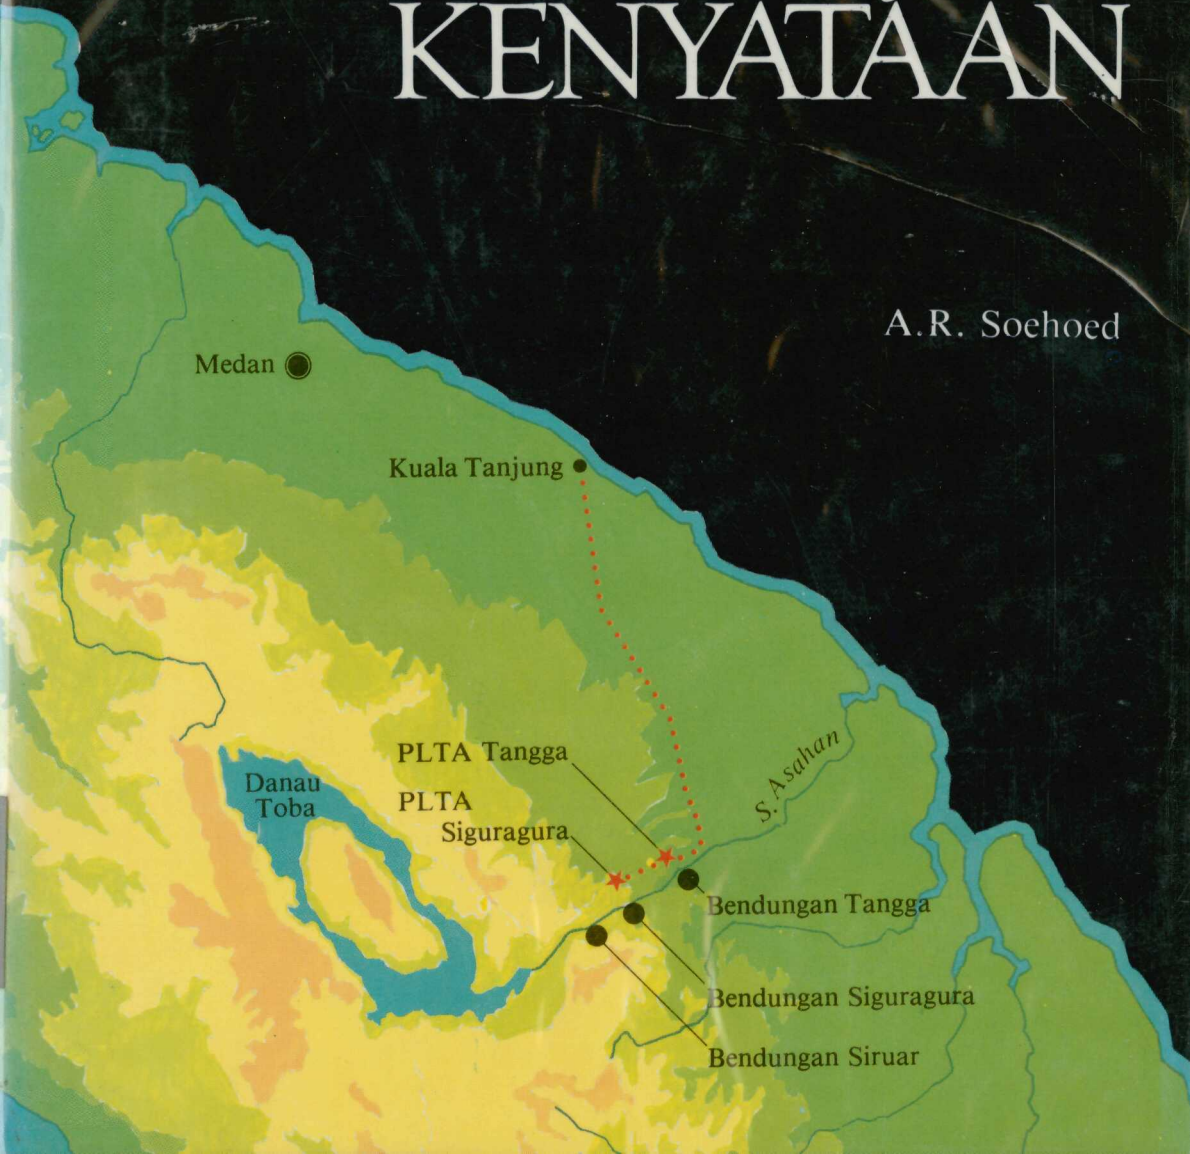 KENYATAAN
A.R. Soehoed
Medan
Kuala Tanjung
S. Asahan
PLTA Tangga
Danau
Toba
PLTA
Siguragura
Bendungan Tangga
Bendungan Siguragura
Bendungan Siruar